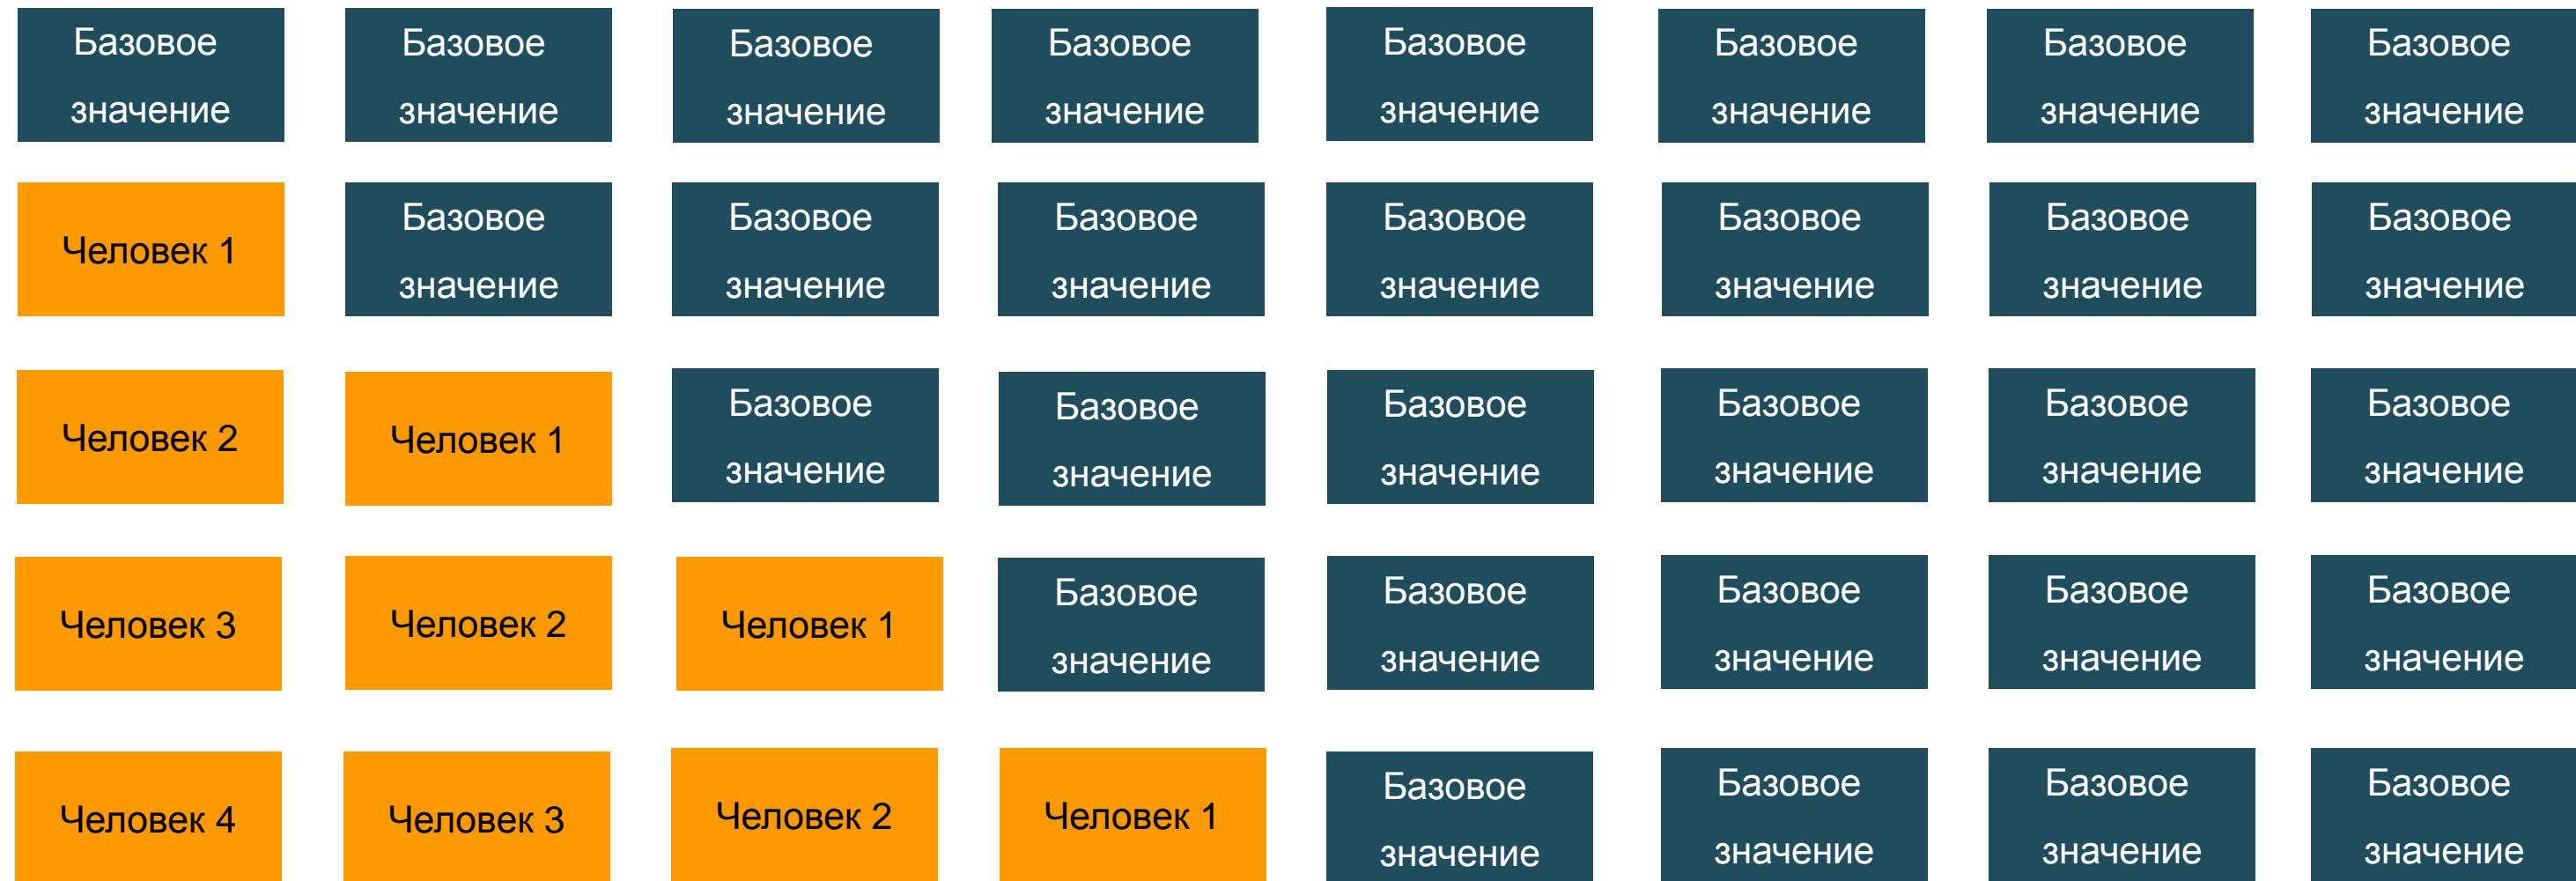 Базовое Базовое Базовое Базовое Базовое Базовое Базовое Базовое
значение значение значение значение значение значение значение значение
Человек 1
Базовое Базовое Базовое Базовое Базовое Базовое Базовое
значение значение значение значение значение значение значение
Человек 2 Человек 1
Базовое Базовое Базовое Базовое Базовое Базовое
значение значение значение значение значение значение
Человек 3 Человек 2 Человек 1
Базовое Базовое Базовое Базовое Базовое
значение значение значение значение значение
Человек 4 Человек 3 Человек 2 Человек 1
Базовое Базовое Базовое Базовое
значение значение значение значение